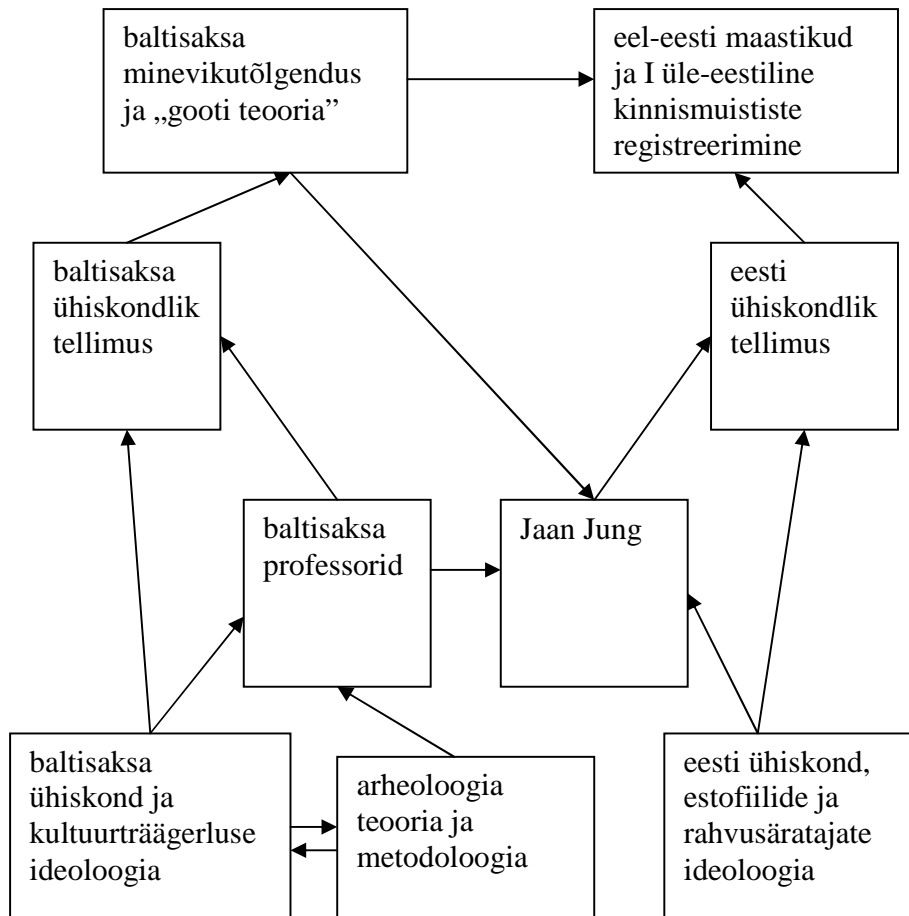 baltisaksa
minevikutõlgendus
ja „gooti teooria”
eel-eesti maastikud
ja I üle-eestiline
kinnismuististe
registreerimine
baltisaksa
ühiskondlik
tellimus
eesti
ühiskondlik
tellimus
baltisaksa
professorid
Jaan Jung
baltisaksa
ühiskond ja
kultuurträägerluse
ideoloogia
arheoloogia
teooria ja
metodoloogia
eesti ühiskond,
estofiilide ja
rahvusäratajate
ideoloogia